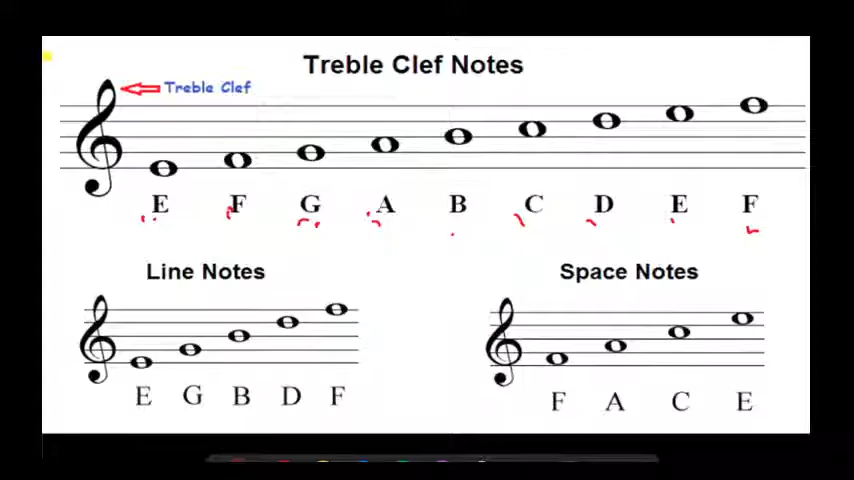 Treble Clef Notes
Treble Clef
E F G A B C D E F
Line Notes
E G B D F
Space Notes
F A C E